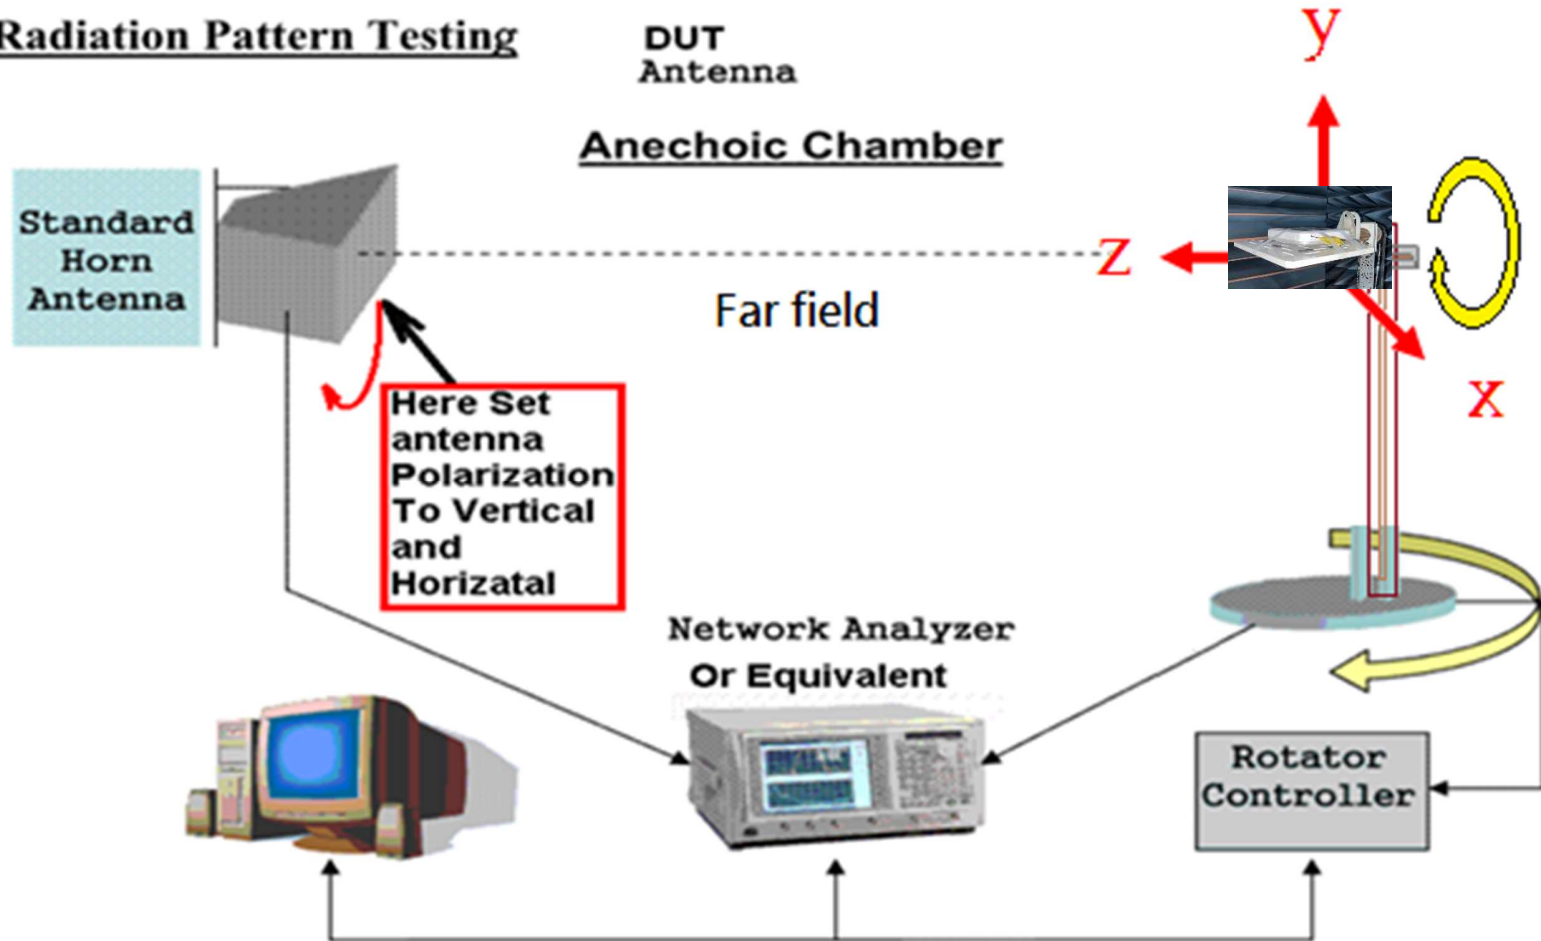 Radiation Pattern Testing
DUT
Antenna
y
Anechoic Chamber
Standard
Horn
Antenna
Z
Far field
x
Here Set
antenna
Polarization
To Vertical
and
Horizatal
Network Analyzer
Or Equivalent
Rotator
Controller